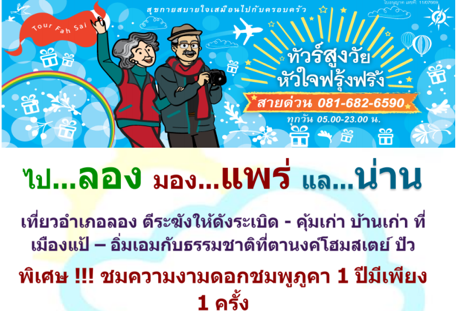 สุขกายสบายใจเสมือนไปกับครอบครัว
Tour Fah Sai
ทัวร์สูงวัย
หัวใจฟรุ้งฟริ้ง
สายด่วน 081-682-6590
ทุกวัน 05.00-23.00 น.
ไป...ลอง มอง...แพร่ แล...น่าน
เที่ยวอำเภอลอง ตีระฆังให้ดังระเบิด - คุ้มเก่า บ้านเก่า ที่
เมืองแป้ – อิ่มเอมกับธรรมชาติที่ตานงค์โฮมสเตย์ ปัว
พิเศษ !!! ชมความงามดอกชมพูภูคา 1 ปีมีเพียง
1 ครั้ง